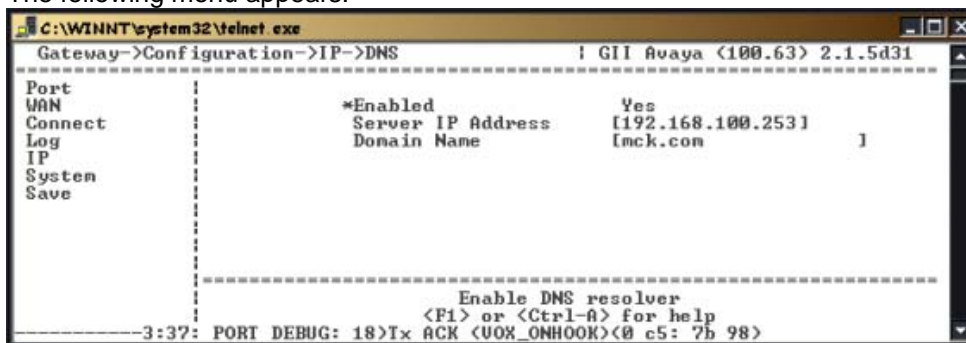 The following menu appears:
C:\WINNT\system32\telnet.exe
Gateway->Configuration->IP->DNS | GII Avaya (100.63) 2.1.5d31
Port
WAN
Connect
Log
IP
System
Save
*Enabled Yes
Server IP Address [192.168.100.253]
Domain Name [mck.com ]
Enable DNS resolver
<F1> or <Ctrl-A> for help
-----------3:37: PORT DEBUG: 18)Tx ACK (VOX_ONHOOK)(0 c5: 7b 98)